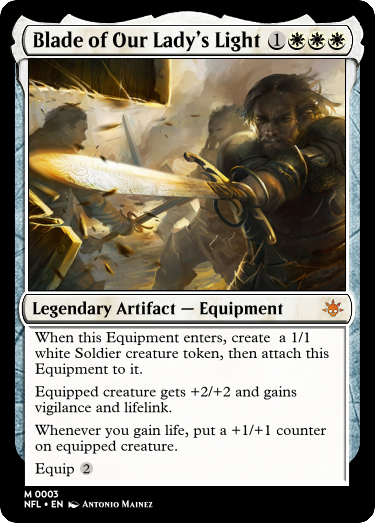 Blade of Our Lady's Light 1
Legendary Artifact — Equipment
When this Equipment enters, create a 1/1
white Soldier creature token, then attach this
Equipment to it.
Equipped creature gets +2/+2 and gains
vigilance and lifelink.
Whenever you gain life, put a +1/+1 counter
on equipped creature.
Equip 2
M 0003
NFL • EN Antonio Mainez